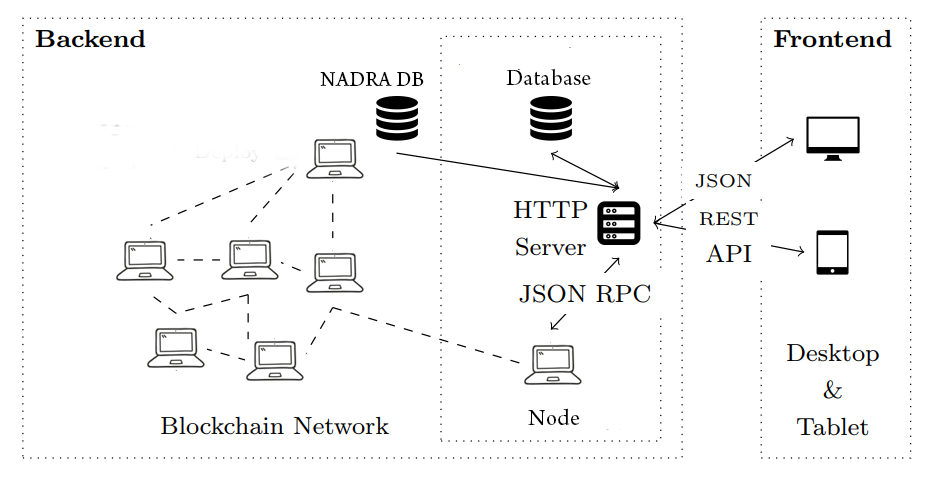 Backend
Frontend
NADRA DB
Database
JSON
REST
API
HTTP
Server
JSON RPC
Desktop
&
Tablet
Node
Blockchain Network